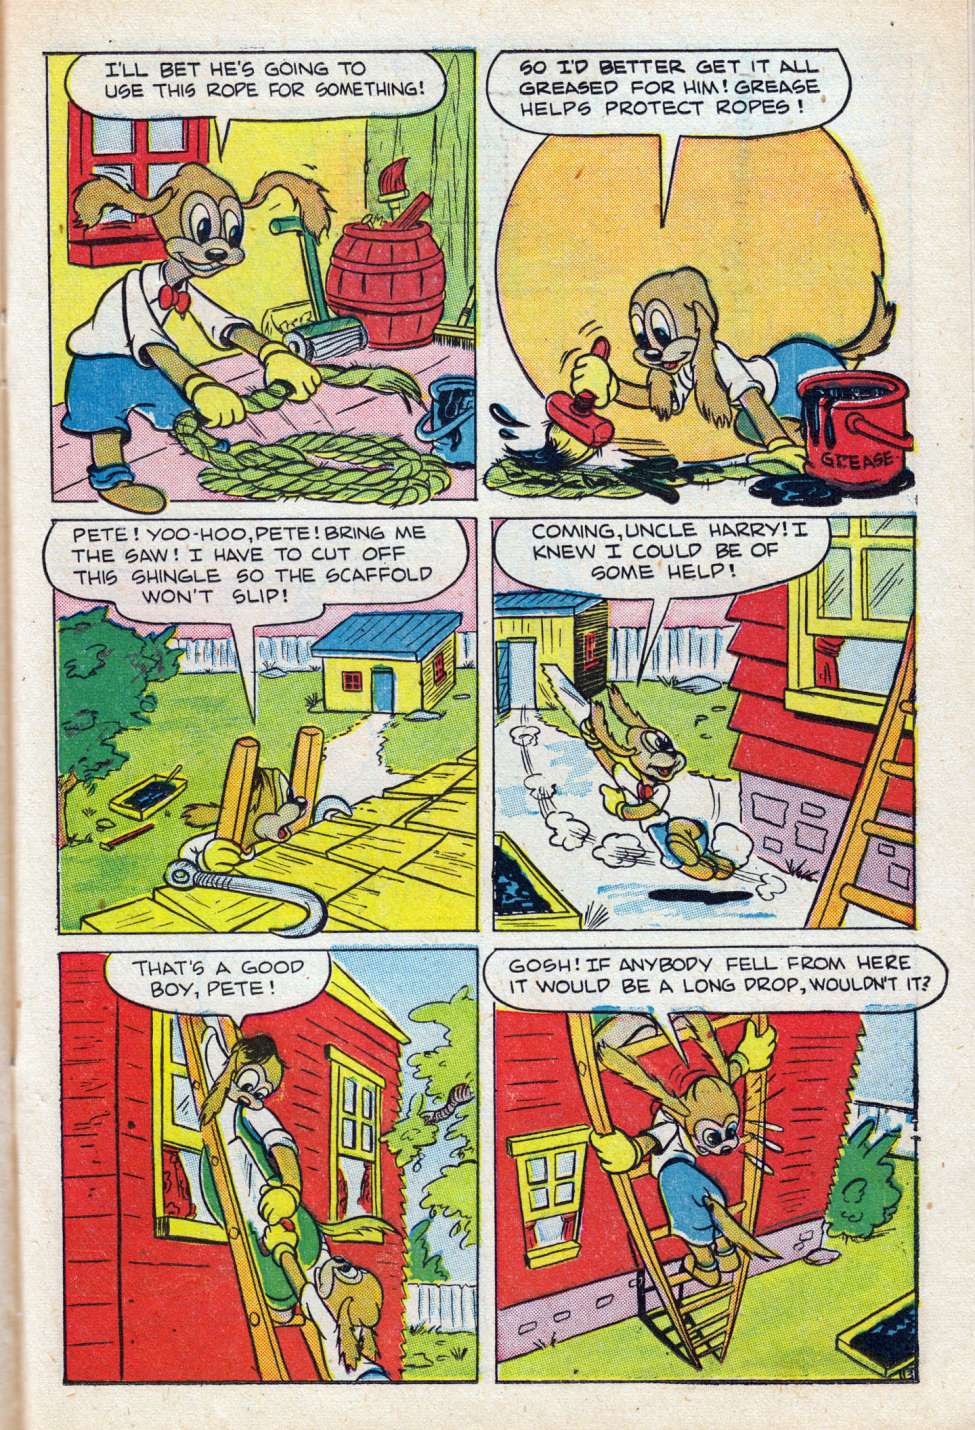 I'LL BET HE'S GOING TO
USE THIS ROPE FOR SOMETHING!
SO I'D BETTER GET IT ALL
GREASED FOR HIM! GREASE
HELPS PROTECT ROPES!
GREASE
PETE! YOO-HOO, PETE! BRING ME
THE SAW! I HAVE TO CUT OFF
THIS SHINGLE SO THE SCAFFOLD
WON'T SLIP!
COMING, UNCLE HARRY! I
KNEW I COULD BE OF
SOME HELP!
THAT'S A GOOD
BOY, PETE!
GOSH! IF ANYBODY FELL FROM HERE
IT WOULD BE A LONG DROP, WOULDN'T IT?